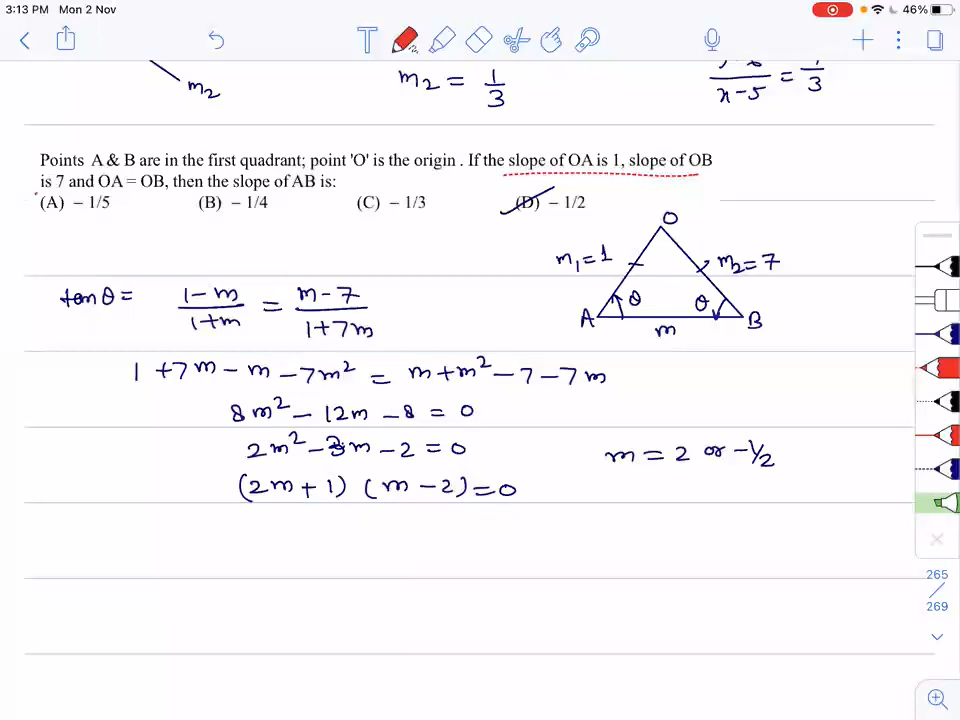 3:13 PM Mon 2 Nov
46%
T
m₂
m₂ = 1/3
/x-5 = 1/3
Points A & B are in the first quadrant; point 'O' is the origin . If the slope of OA is 1, slope of OB
is 7 and OA = OB, then the slope of AB is:
(A) – 1/5 (B) – 1/4 (C) – 1/3 (D) – 1/2
O
m₁=1
m₂=7
A θ θ B
m
tanθ = 1-m/1+m = m-7/1+7m
1+7m-m-7m² = m+m²-7-7m
8m²-12m-8=0
2m²-3m-2=0
m = 2 or -1/2
(2m+1)(m-2)=0
265
/
269